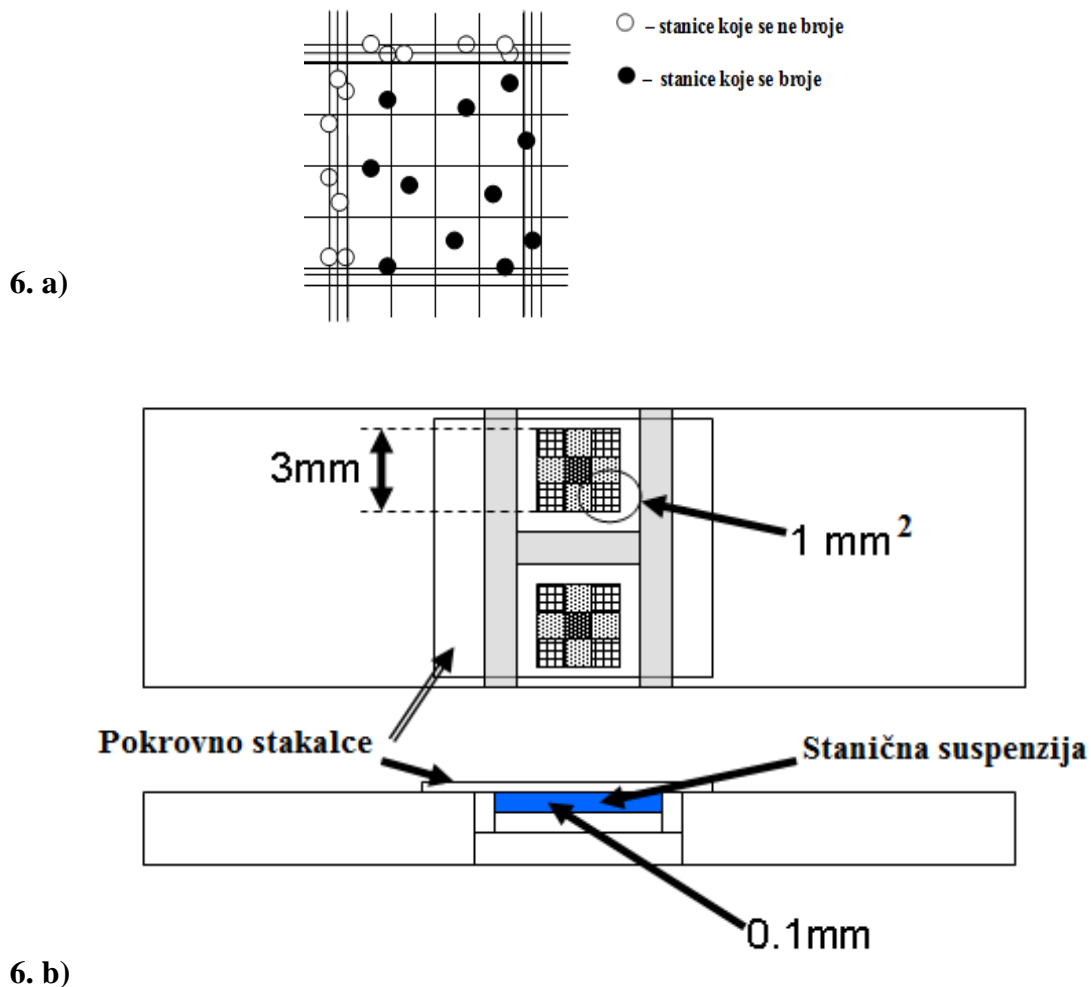 – stanice koje se ne broje
– stanice koje se broje
6. a)
3mm
1 mm²
Pokrovno stakalce
Stanična suspenzija
0.1mm
6. b)